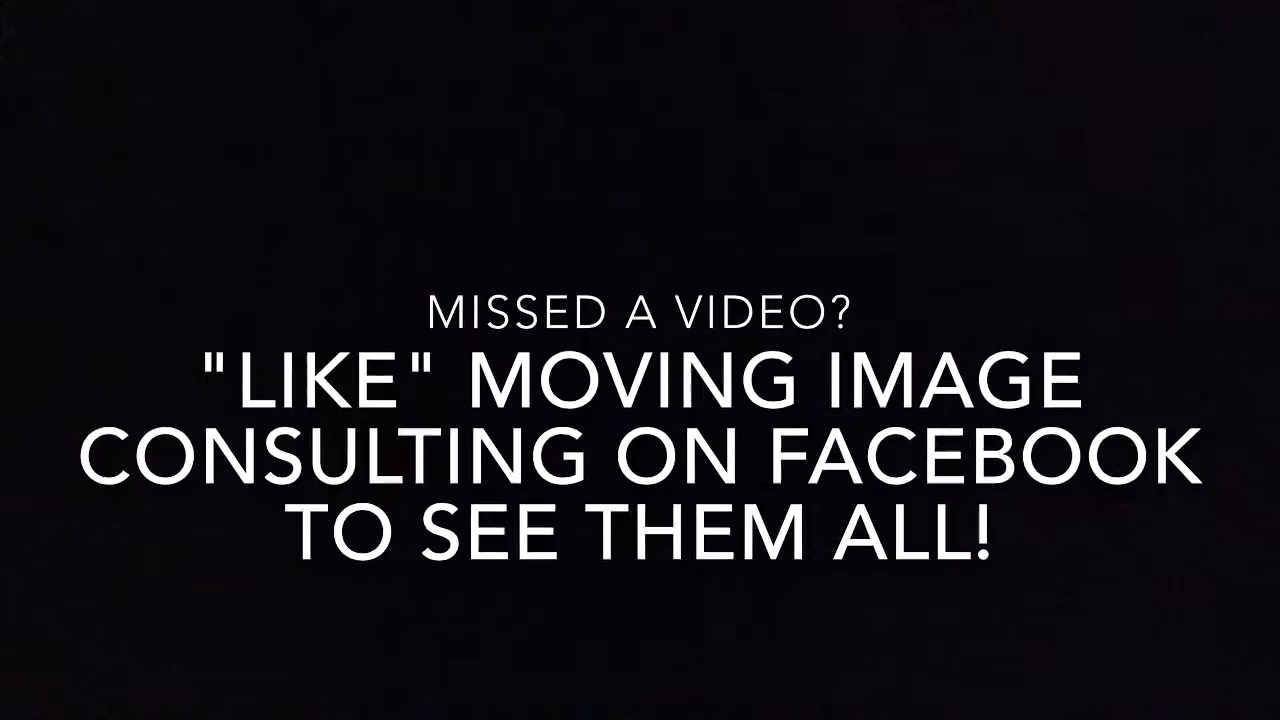 MISSED A VIDEO?
"LIKE" MOVING IMAGE
CONSULTING ON FACEBOOK
TO SEE THEM ALL!